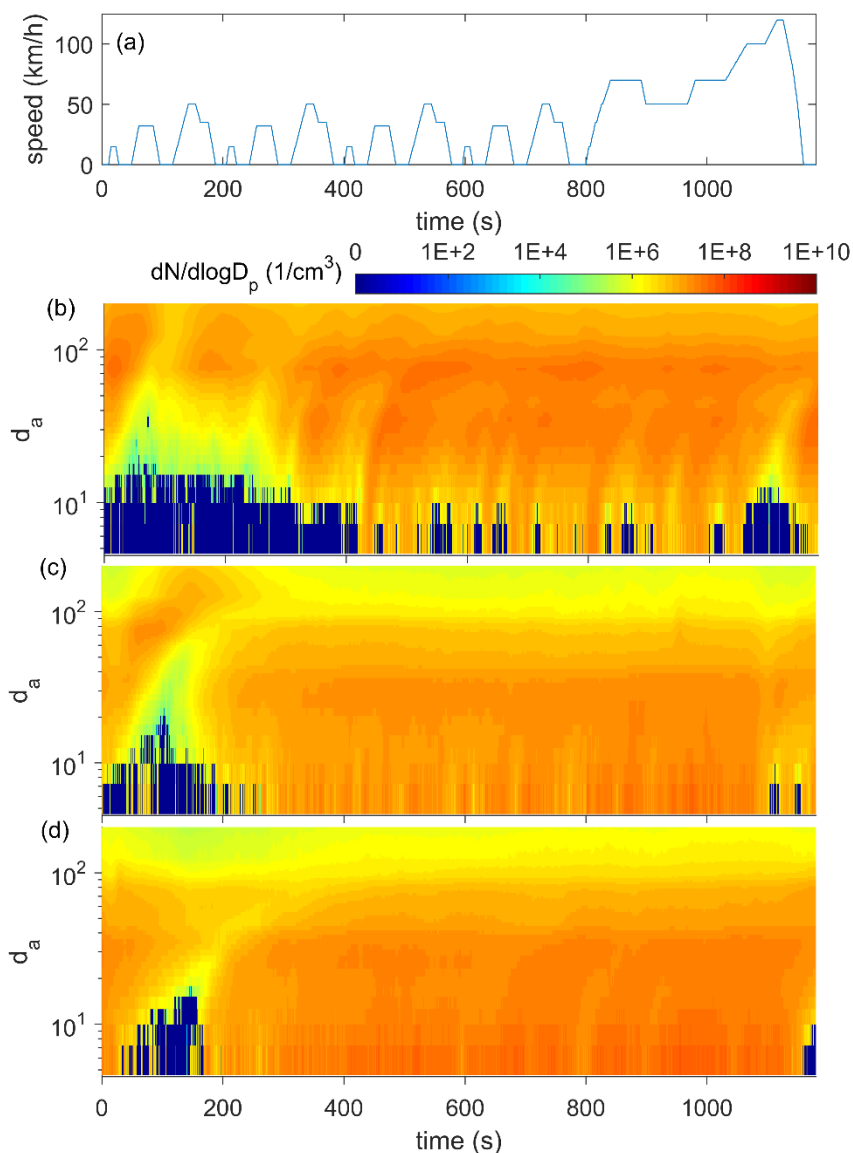 (a)
speed (km/h)
100
50
0
0 200 400 600 800 1000
time (s)
dN/dlogD_p (1/cm^3)
0 1E+2 1E+4 1E+6 1E+8 1E+10
(b)
d_a
10^2
10^1
(c)
d_a
10^2
10^1
(d)
d_a
10^2
10^1
0 200 400 600 800 1000
time (s)